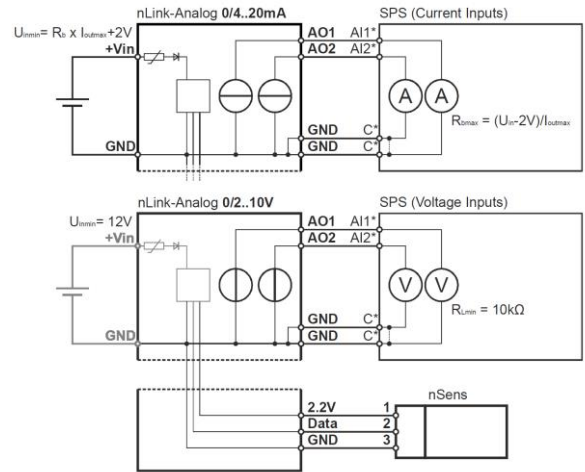 nLink-Analog 0/4..20mA
SPS (Current Inputs)
Uinmin= Rb x Ioutmax+2V
+Vin
AO1 AI1*
AO2 AI2*
A A
Rbmax = (Uin-2V)/Ioutmax
GND C*
GND GND C*
nLink-Analog 0/2..10V
SPS (Voltage Inputs)
Uinmin= 12V
+Vin
AO1 AI1*
AO2 AI2*
V V
RLmin = 10kΩ
GND C*
GND GND C*
nSens
2.2V 1
Data 2
GND 3